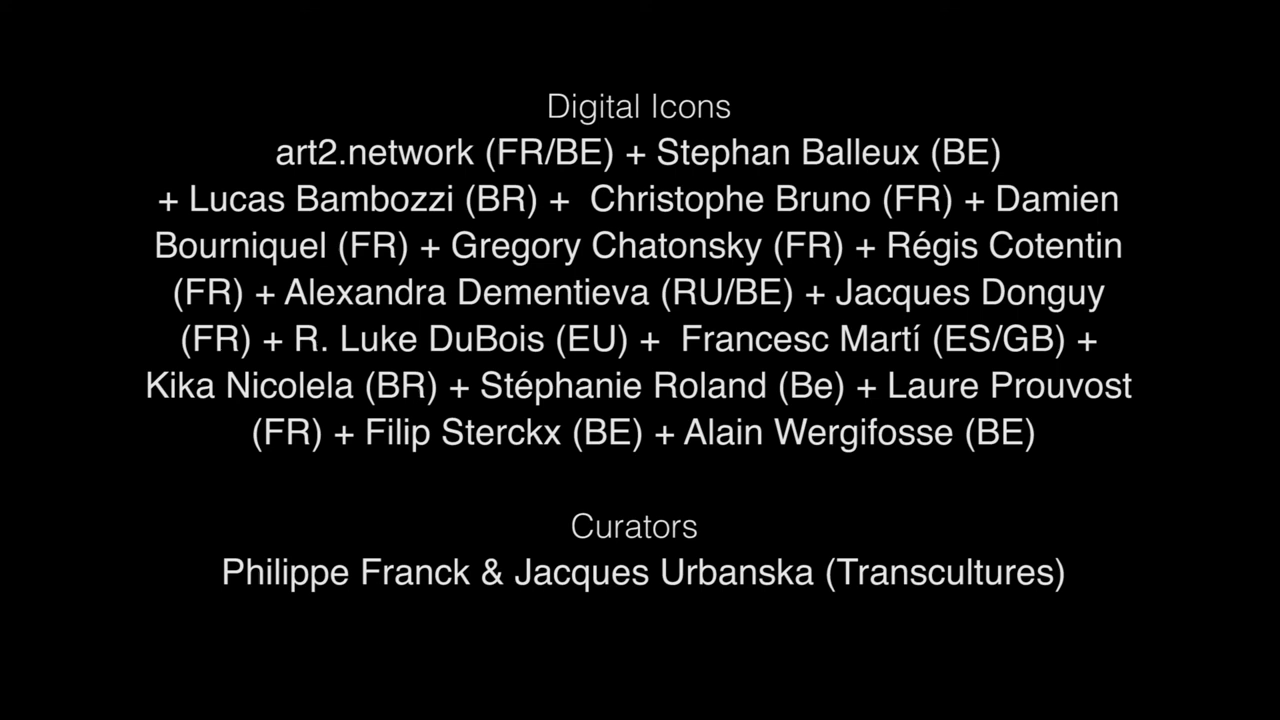 Digital Icons
art2.network (FR/BE) + Stephan Balleux (BE)
+ Lucas Bambozzi (BR) +  Christophe Bruno (FR) + Damien
Bourniquel (FR) + Gregory Chatonsky (FR) + Régis Cotentin
(FR) + Alexandra Dementieva (RU/BE) + Jacques Donguy
(FR) + R. Luke DuBois (EU) +  Francesc Martí (ES/GB) +
Kika Nicolela (BR) + Stéphanie Roland (Be) + Laure Prouvost
(FR) + Filip Sterckx (BE) + Alain Wergifosse (BE)
Curators
Philippe Franck & Jacques Urbanska (Transcultures)